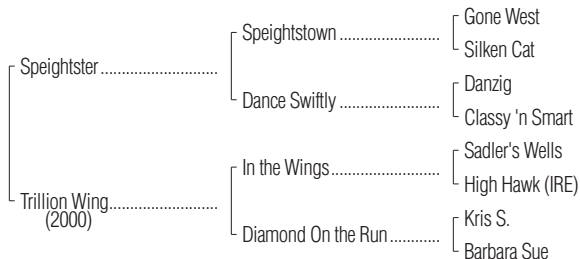 Gone West
Speightstown
Silken Cat
Speightster
Danzig
Dance Swiftly
Classy 'n Smart
Sadler's Wells
In the Wings
High Hawk (IRE)
Trillion Wing
(2000)
Kris S.
Diamond On the Run
Barbara Sue